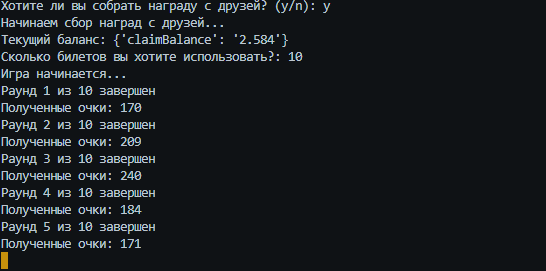 Хотите ли вы собрать награду с друзей? (y/n): y
Начинаем сбор наград с друзей...
Текущий баланс: {'claimBalance': '2.584'}
Сколько билетов вы хотите использовать?: 10
Игра начинается...
Раунд 1 из 10 завершен
Полученные очки: 170
Раунд 2 из 10 завершен
Полученные очки: 209
Раунд 3 из 10 завершен
Полученные очки: 240
Раунд 4 из 10 завершен
Полученные очки: 184
Раунд 5 из 10 завершен
Полученные очки: 171